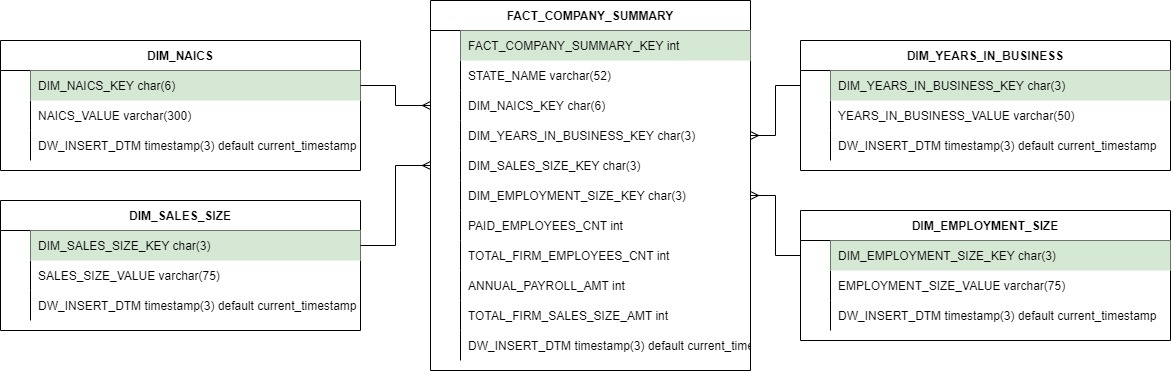 FACT_COMPANY_SUMMARY
FACT_COMPANY_SUMMARY_KEY int
STATE_NAME varchar(52)
DIM_NAICS_KEY char(6)
DIM_YEARS_IN_BUSINESS_KEY char(3)
DIM_SALES_SIZE_KEY char(3)
DIM_EMPLOYMENT_SIZE_KEY char(3)
PAID_EMPLOYEES_CNT int
TOTAL_FIRM_EMPLOYEES_CNT int
ANNUAL_PAYROLL_AMT int
TOTAL_FIRM_SALES_SIZE_AMT int
DW_INSERT_DTM timestamp(3) default current_time
DIM_NAICS
DIM_NAICS_KEY char(6)
NAICS_VALUE varchar(300)
DW_INSERT_DTM timestamp(3) default current_timestamp
DIM_SALES_SIZE
DIM_SALES_SIZE_KEY char(3)
SALES_SIZE_VALUE varchar(75)
DW_INSERT_DTM timestamp(3) default current_timestamp
DIM_YEARS_IN_BUSINESS
DIM_YEARS_IN_BUSINESS_KEY char(3)
YEARS_IN_BUSINESS_VALUE varchar(50)
DW_INSERT_DTM timestamp(3) default current_timestamp
DIM_EMPLOYMENT_SIZE
DIM_EMPLOYMENT_SIZE_KEY char(3)
EMPLOYMENT_SIZE_VALUE varchar(75)
DW_INSERT_DTM timestamp(3) default current_timestamp